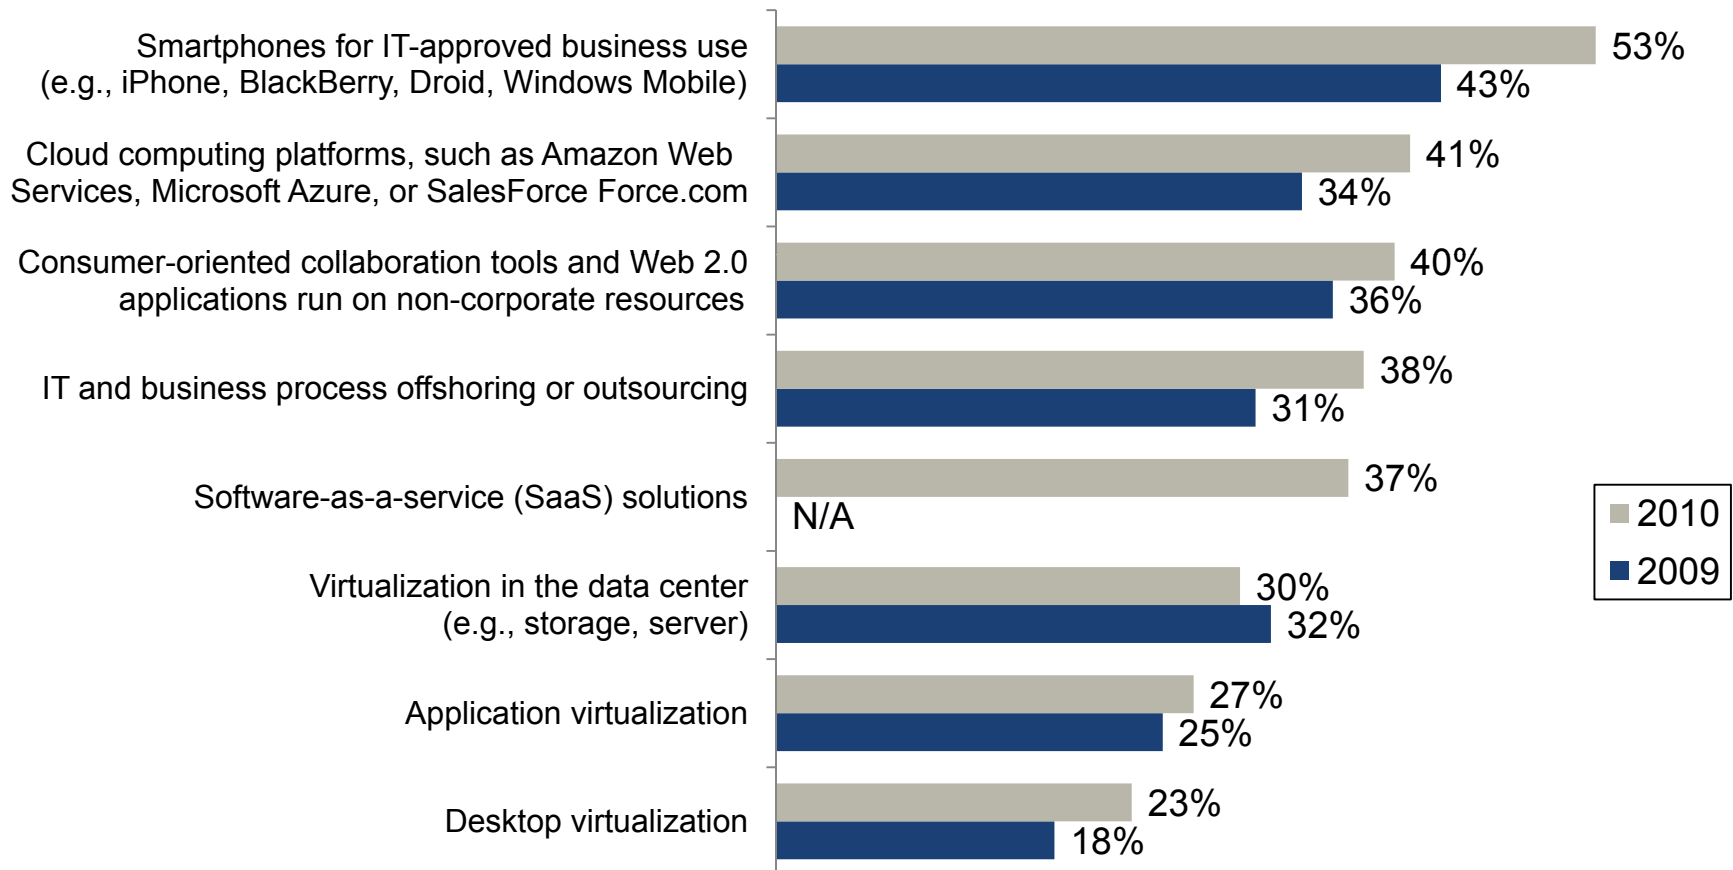 Smartphones for IT-approved business use
(e.g., iPhone, BlackBerry, Droid, Windows Mobile)
53%
43%
Cloud computing platforms, such as Amazon Web
Services, Microsoft Azure, or SalesForce Force.com
41%
34%
Consumer-oriented collaboration tools and Web 2.0
applications run on non-corporate resources
40%
36%
IT and business process offshoring or outsourcing
38%
31%
Software-as-a-service (SaaS) solutions
37%
N/A
Virtualization in the data center
(e.g., storage, server)
30%
32%
Application virtualization
27%
25%
Desktop virtualization
23%
18%
2010
2009